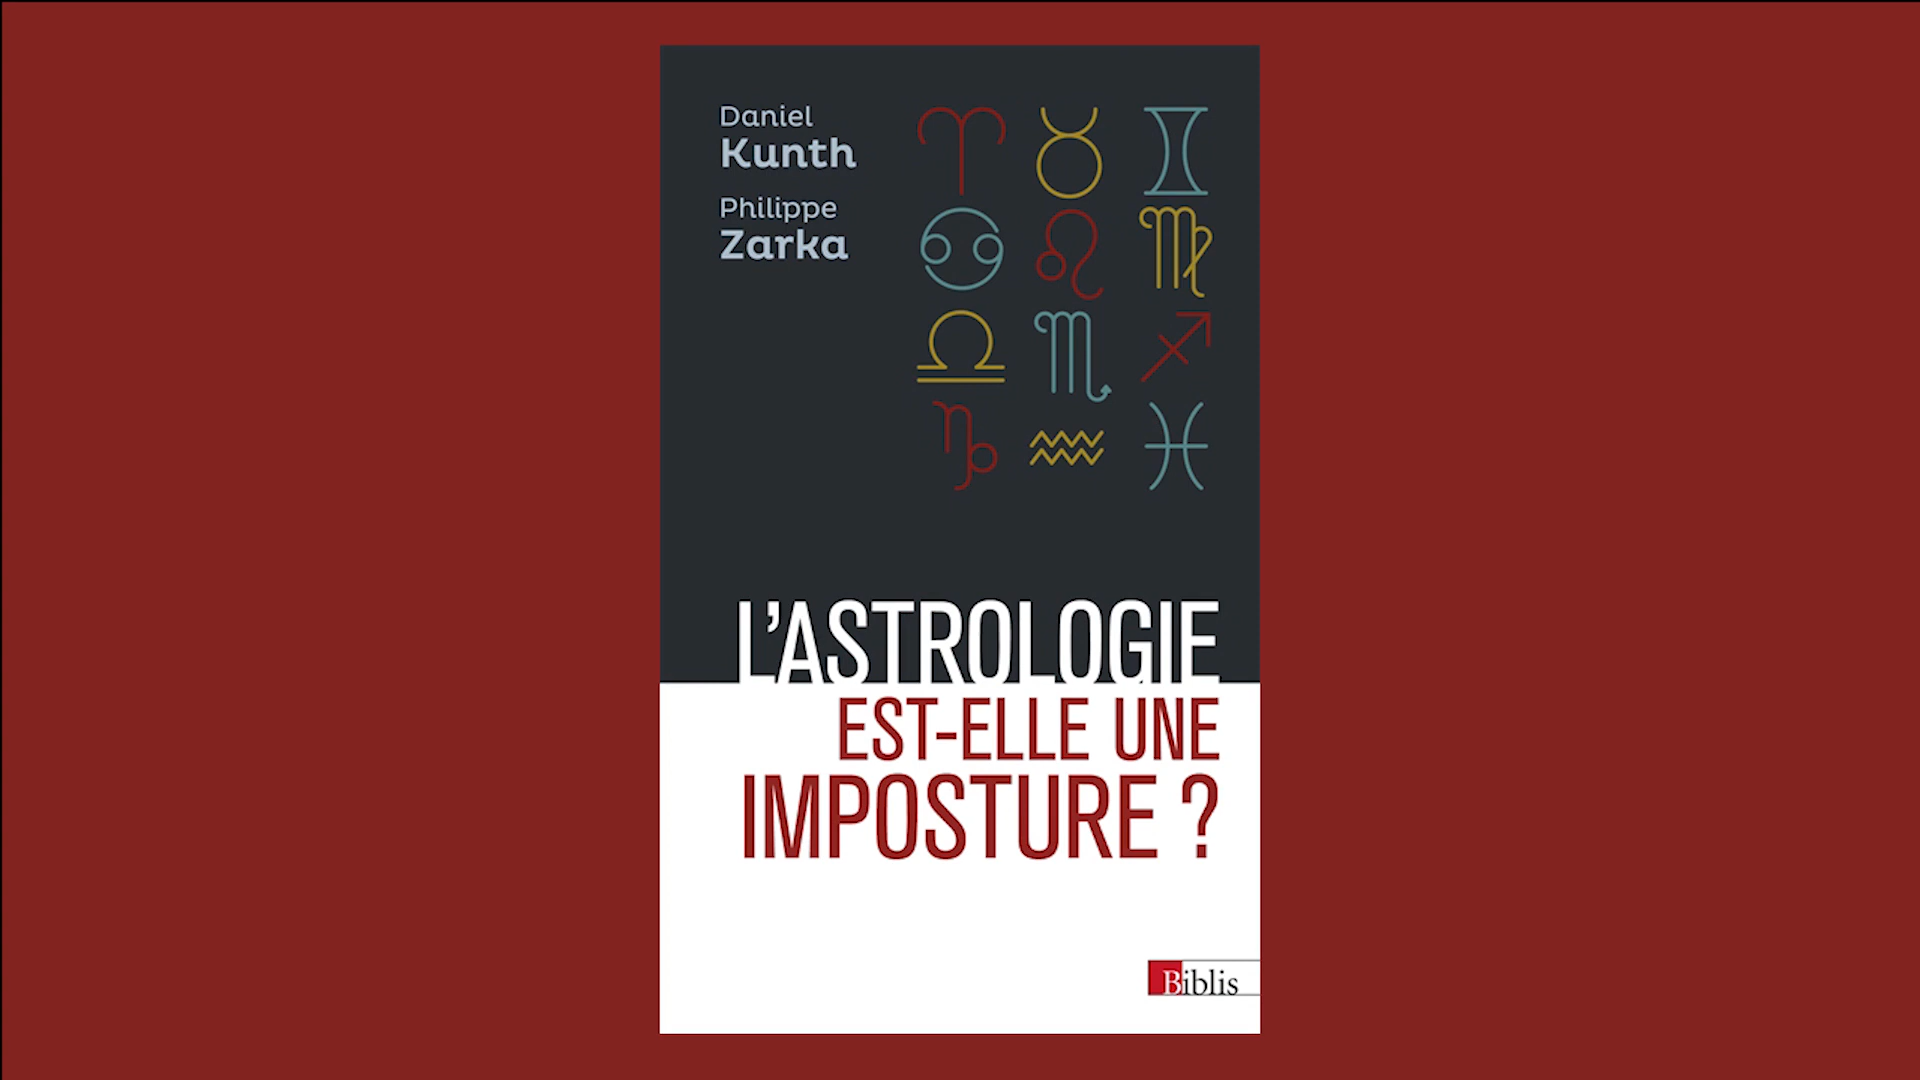 Daniel
Kunth
Philippe
Zarka
L'ASTROLOGIE
EST-ELLE UNE
IMPOSTURE ?
Biblis